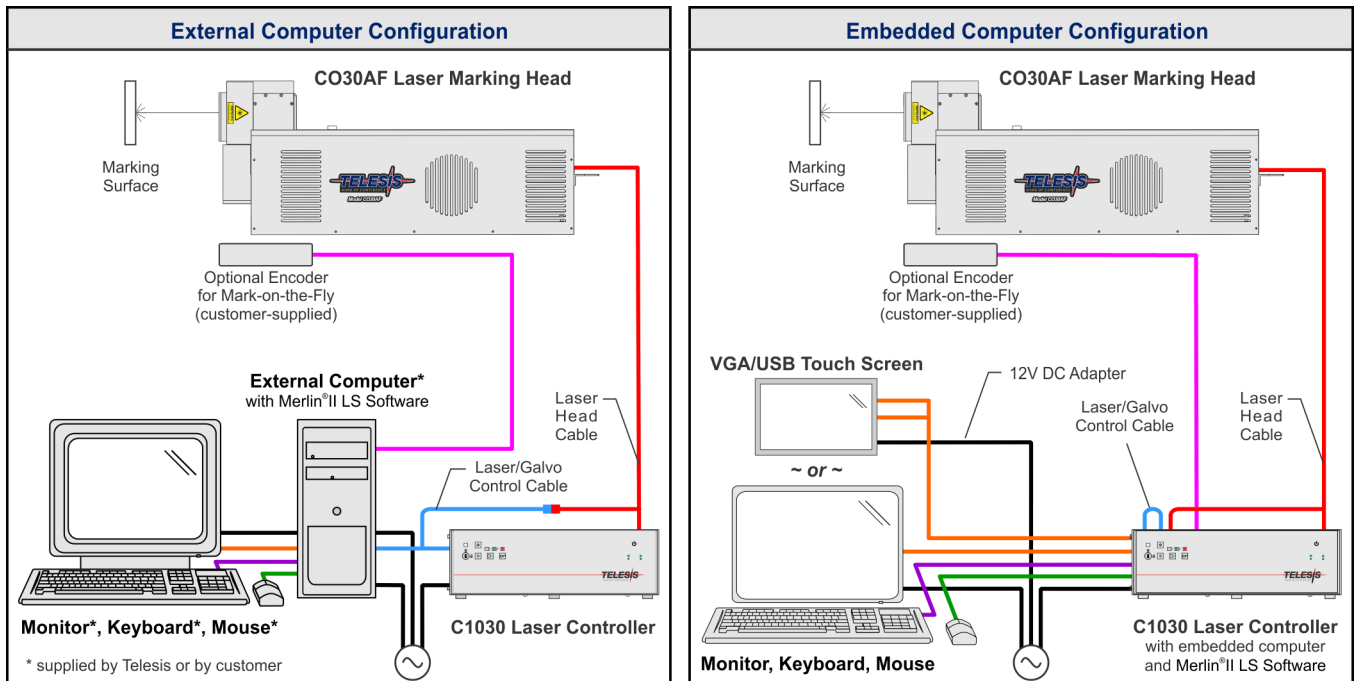 External Computer Configuration
CO30AF Laser Marking Head
Marking
Surface
TELESIS
Model CO30AF
Optional Encoder
for Mark-on-the-Fly
(customer-supplied)
External Computer*
with Merlin®II LS Software
Laser
Head
Cable
Laser/Galvo
Control Cable
TELESIS
Monitor*, Keyboard*, Mouse*
C1030 Laser Controller
* supplied by Telesis or by customer
Embedded Computer Configuration
CO30AF Laser Marking Head
Marking
Surface
TELESIS
Model CO30AF
Optional Encoder
for Mark-on-the-Fly
(customer-supplied)
VGA/USB Touch Screen
12V DC Adapter
Laser/Galvo
Control Cable
Laser
Head
Cable
~ or ~
TELESIS
Monitor, Keyboard, Mouse
C1030 Laser Controller
with embedded computer
and Merlin®II LS Software